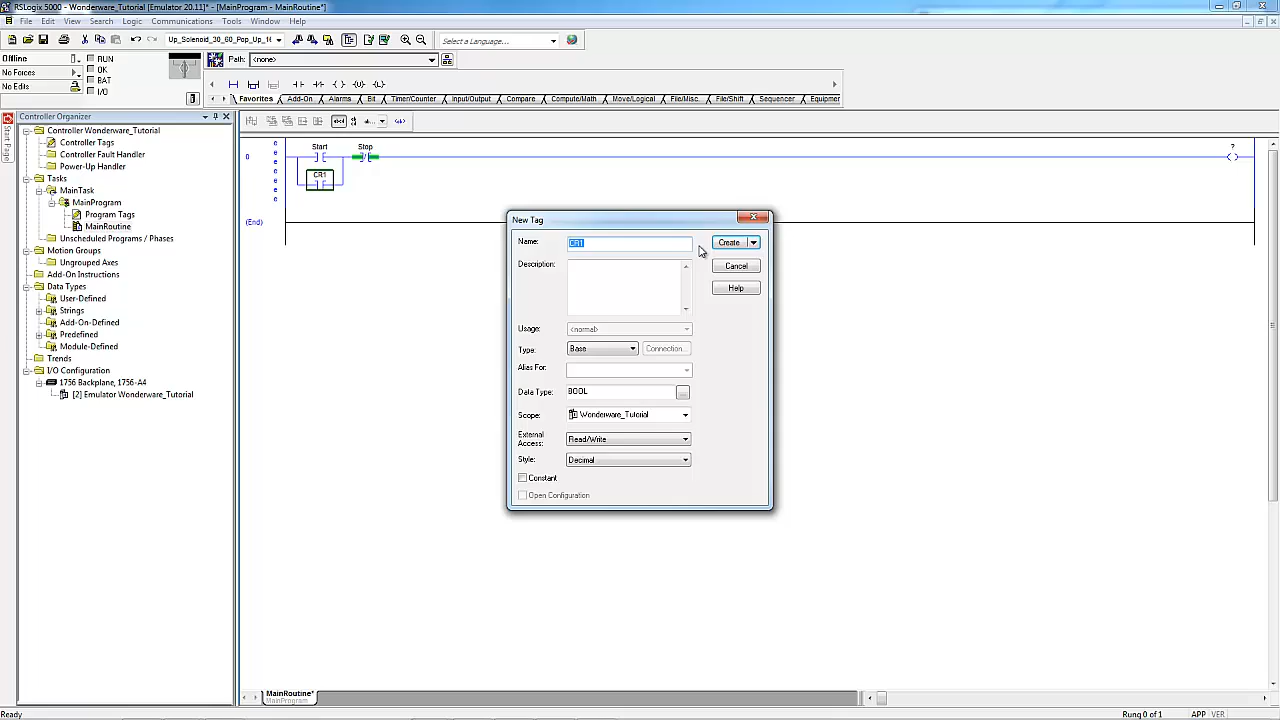 RSLogix 5000 - Wonderware_Tutorial [Emulator 20.11]* - [MainProgram - MainRoutine*]
File Edit View Search Logic Communications Tools Window Help
Up_Solenoid_30_60_Pop_Up_16
Select a Language...
Offline
RUN
Path: <none>
No Forces
OK
No Edits
BAT
I/O
Favorites Add-On Alarms Bit Timer/Counter Input/Output Compare Compute/Math Move/Logical File/Misc. File/Shift Sequencer Equipmer
Start Page
Controller Organizer
Controller Wonderware_Tutorial
Controller Tags
Controller Fault Handler
Power-Up Handler
Tasks
MainTask
MainProgram
Program Tags
MainRoutine
Unscheduled Programs / Phases
Motion Groups
Ungrouped Axes
Add-On Instructions
Data Types
User-Defined
Strings
Add-On-Defined
Predefined
Module-Defined
Trends
I/O Configuration
1756 Backplane, 1756-A4
[2] Emulator Wonderware_Tutorial
Start Stop ?
0
e
e
e
e
e
e
CR1
(End)
New Tag
Name: CR1 Create
Description: Cancel
Help
Usage: <normal>
Type: Base Connection...
Alias For:
Data Type: BOOL ...
Scope: Wonderware_Tutorial
External Access: Read/Write
Style: Decimal
Constant
Open Configuration
MainRoutine*
MainProgram
Ready
Rung 0 of 1 APP VER